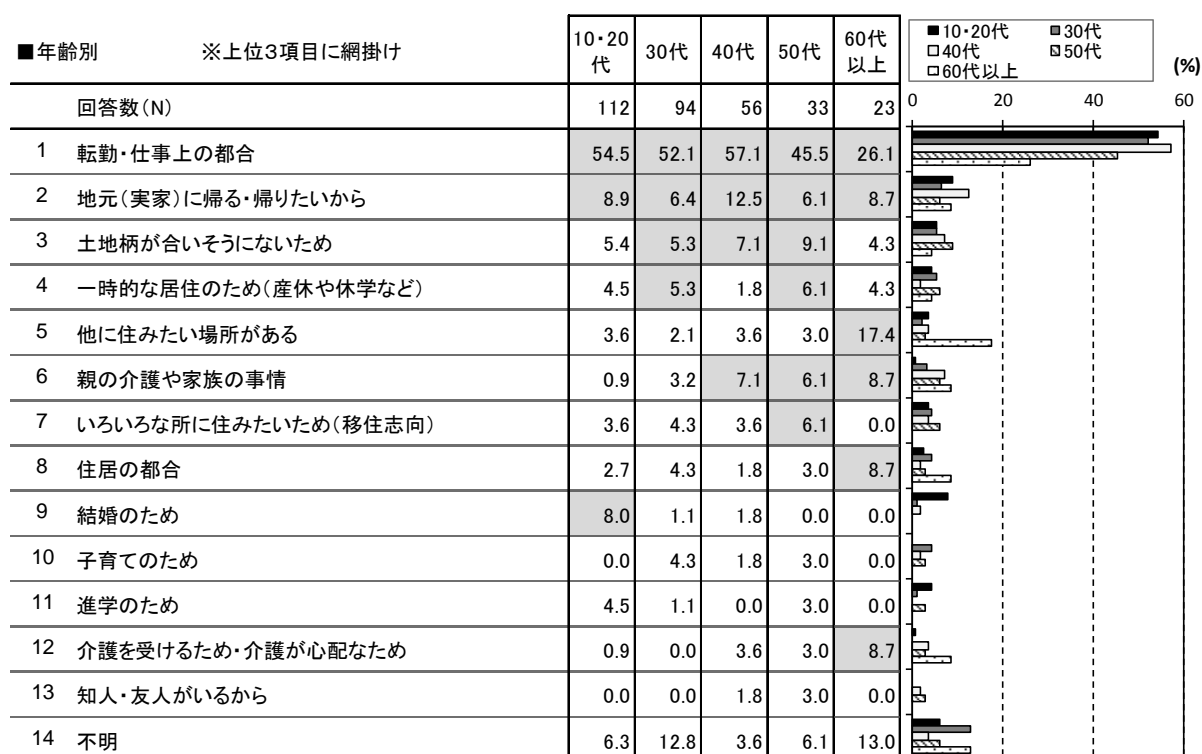 ■年齢別 ※上位3項目に網掛け 10・20代 30代 40代 50代 60代以上
■10・20代 ■30代
□40代 50代
□60代以上
(%)
回答数(N) 112 94 56 33 23
0 20 40 60
1 転勤・仕事上の都合 54.5 52.1 57.1 45.5 26.1
2 地元(実家)に帰る・帰りたいから 8.9 6.4 12.5 6.1 8.7
3 土地柄が合いそうにないため 5.4 5.3 7.1 9.1 4.3
4 一時的な居住のため(産休や休学など) 4.5 5.3 1.8 6.1 4.3
5 他に住みたい場所がある 3.6 2.1 3.6 3.0 17.4
6 親の介護や家族の事情 0.9 3.2 7.1 6.1 8.7
7 いろいろな所に住みたいため(移住志向) 3.6 4.3 3.6 6.1 0.0
8 住居の都合 2.7 4.3 1.8 3.0 8.7
9 結婚のため 8.0 1.1 1.8 0.0 0.0
10 子育てのため 0.0 4.3 1.8 3.0 0.0
11 進学のため 4.5 1.1 0.0 3.0 0.0
12 介護を受けるため・介護が心配なため 0.9 0.0 3.6 3.0 8.7
13 知人・友人がいるから 0.0 0.0 1.8 3.0 0.0
14 不明 6.3 12.8 3.6 6.1 13.0